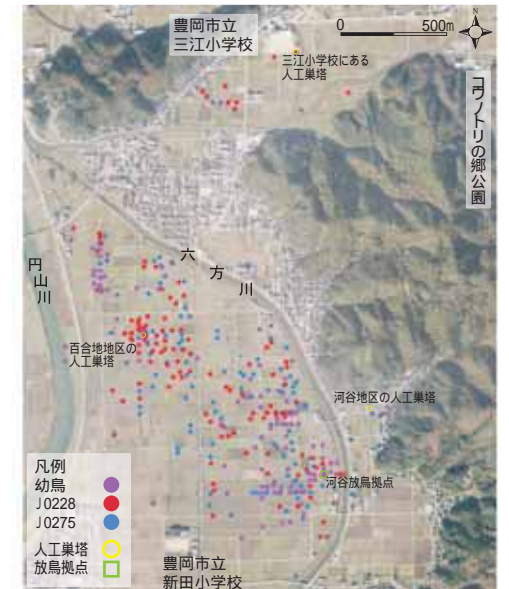 豊岡市立
三江小学校
0 500m
N
三江小学校にある
人工巣塔
コウノトリの郷公園
六方川
円山川
百合地地区の
人工巣塔
河谷地区の人工巣塔
河谷放鳥拠点
凡例
幼鳥
J0228
J0275
人工巣塔
放鳥拠点
豊岡市立
新田小学校